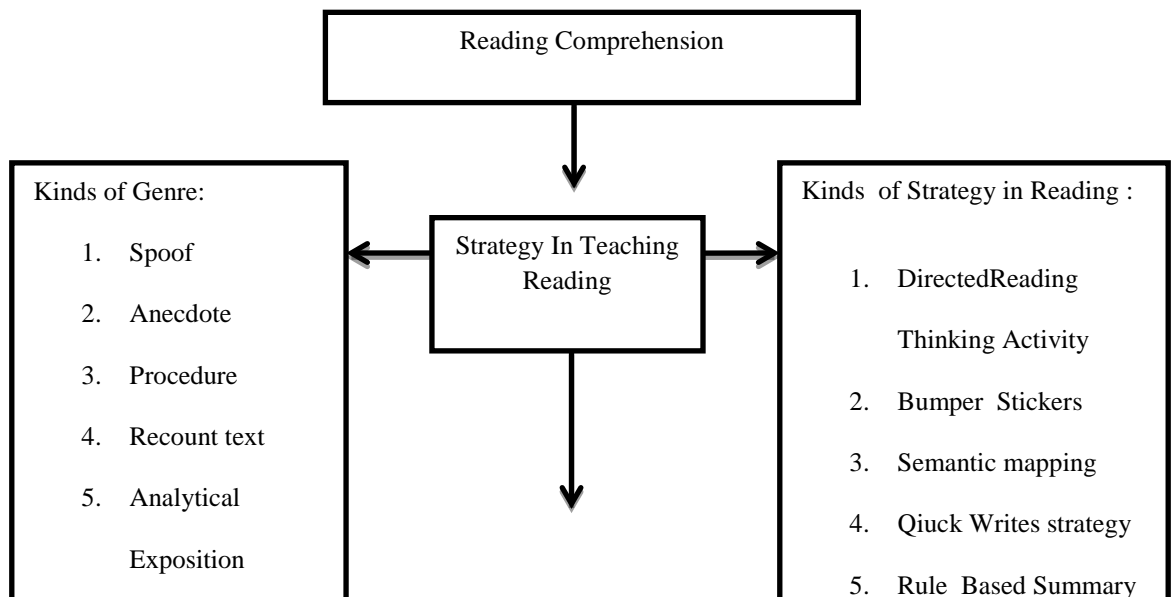 Reading Comprehension
Kinds of Genre:
1. Spoof
2. Anecdote
3. Procedure
4. Recount text
5. Analytical
Exposition
Strategy In Teaching
Reading
Kinds of Strategy in Reading :
1. DirectedReading
Thinking Activity
2. Bumper Stickers
3. Semantic mapping
4. Qiuck Writes strategy
5. Rule Based Summary